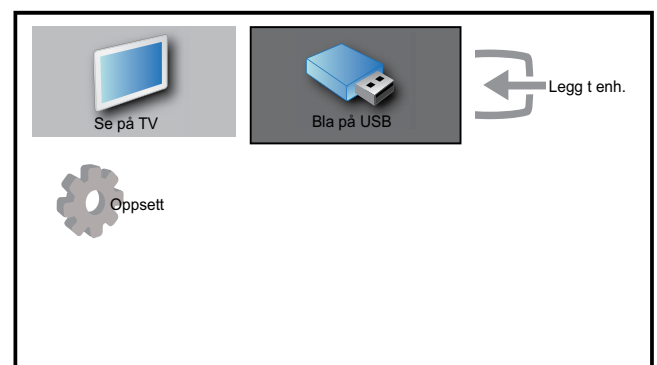 Se på TV
Bla på USB
Legg t enh.
Oppsett